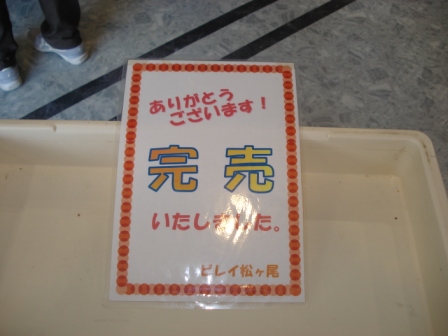 ありがとう
ございます!
完売
いたしました。
ピレイ松ヶ尾